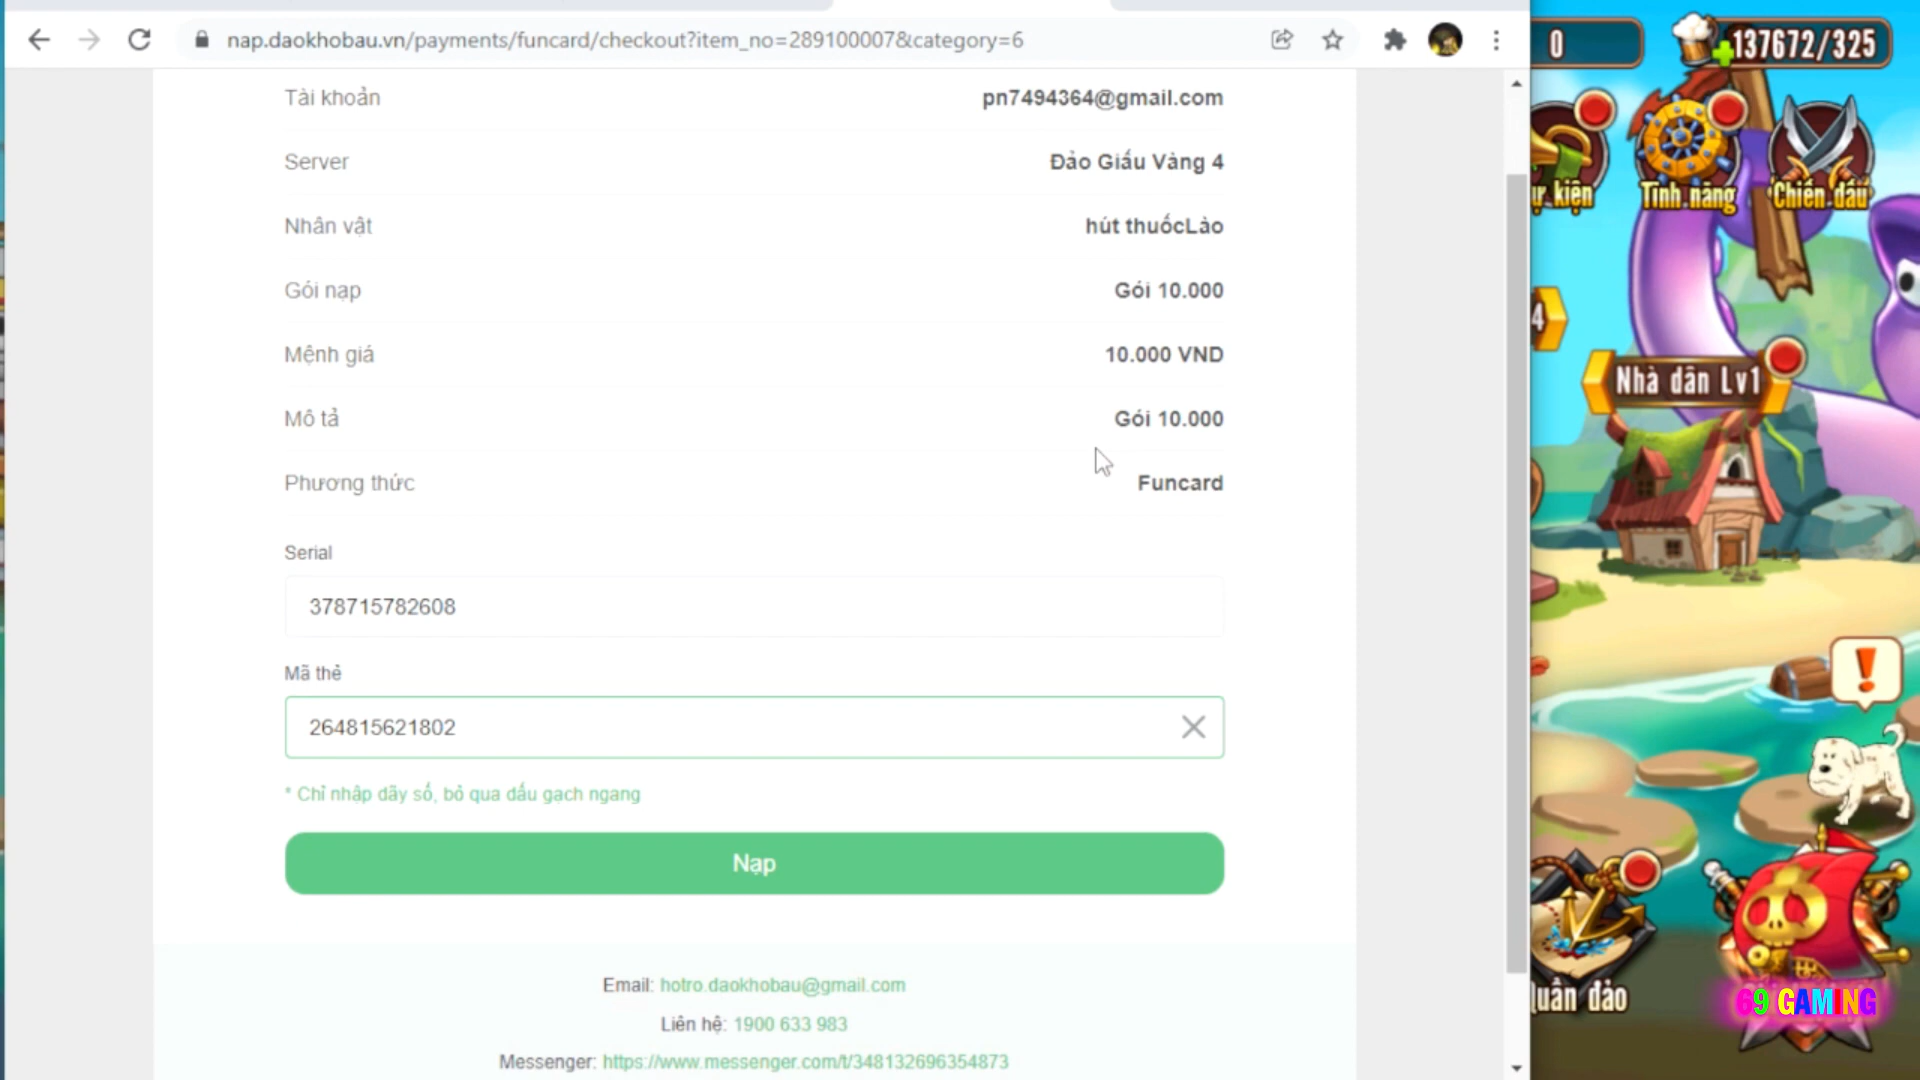 nap.daokhobau.vn/payments/funcard/checkout?item_no=289100007&category=6
0
137672/325
Tài khoản
pn7494364@gmail.com
Server
Đảo Giấu Vàng 4
Nhân vật
hút thuốcLào
Gói nạp
Gói 10.000
Mệnh giá
10.000 VND
Mô tả
Gói 10.000
Phương thức
Funcard
Serial
378715782608
Mã thẻ
264815621802
* Chỉ nhập dãy số, bỏ qua dấu gạch ngang
Nạp
Email: hotro.daokhobau@gmail.com
Liên hệ: 1900 633 983
Messenger: https://www.messenger.com/t/348132696354873
kiện
Tính năng
Chiến đấu
4
Nhà dân Lv1
!
đảo
69 GAMING